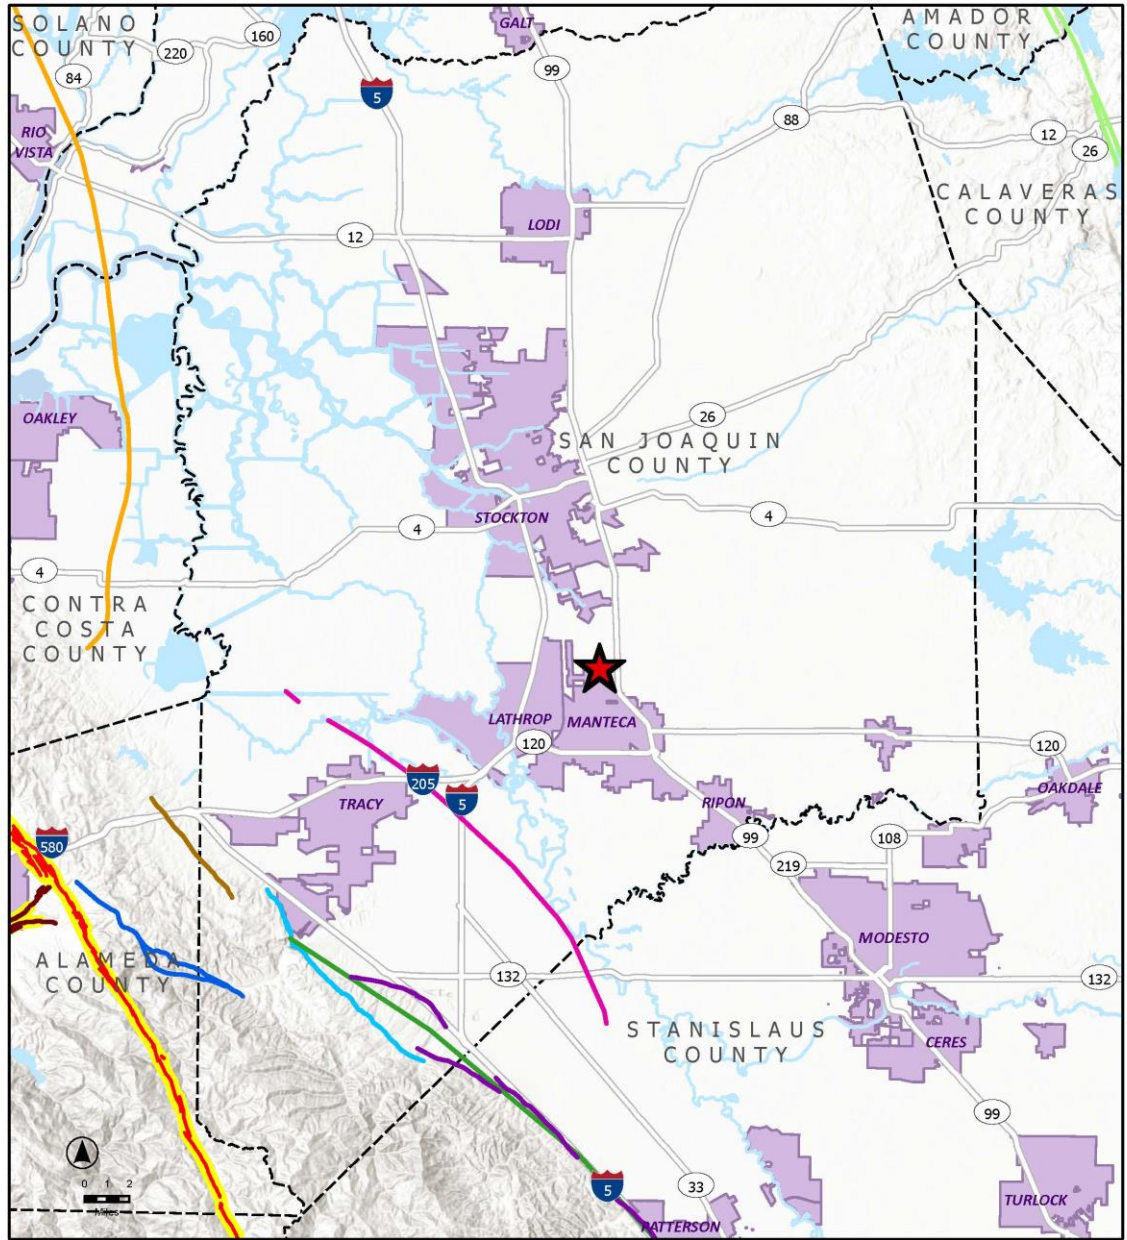 SOLANO
COUNTY
160
220
84
GALT
99
5
AMADOR
COUNTY
88
12
26
RIO
VISTA
CALAVERAS
COUNTY
LODI
12
OAKLEY
26
SAN JOAQUIN
COUNTY
STOCKTON
4
4
4
CONTRA
COSTA
COUNTY
LATHROP
MANTECA
120
120
205
5
TRACY
RIPON
OAKDALE
580
99
108
219
MODESTO
ALAMEDA
COUNTY
132
132
STANISLAUS
COUNTY
CERES
99
0 1 2
Miles
5
33
PATTERSON
TURLOCK